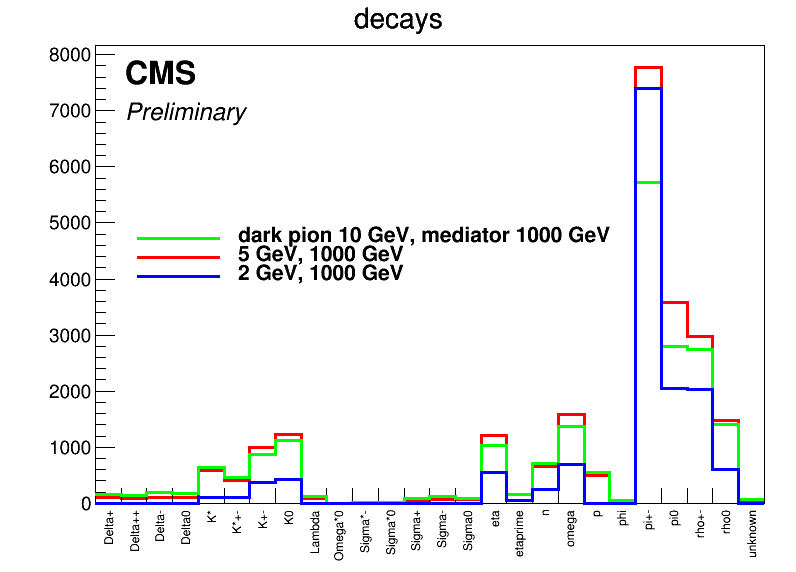 decays
8000
7000
6000
5000
4000
3000
2000
1000
0
CMS
Preliminary
dark pion 10 GeV, mediator 1000 GeV
5 GeV, 1000 GeV
2 GeV, 1000 GeV
Delta+
Delta++
Delta-
Delta0
K*
K*+-
K+-
K0
Lambda
Omega*0
Sigma*-
Sigma*0
Sigma+
Sigma-
Sigma0
eta
etaprime
n
omega
p
phi
pi+-
pi0
rho+-
rho0
unknown